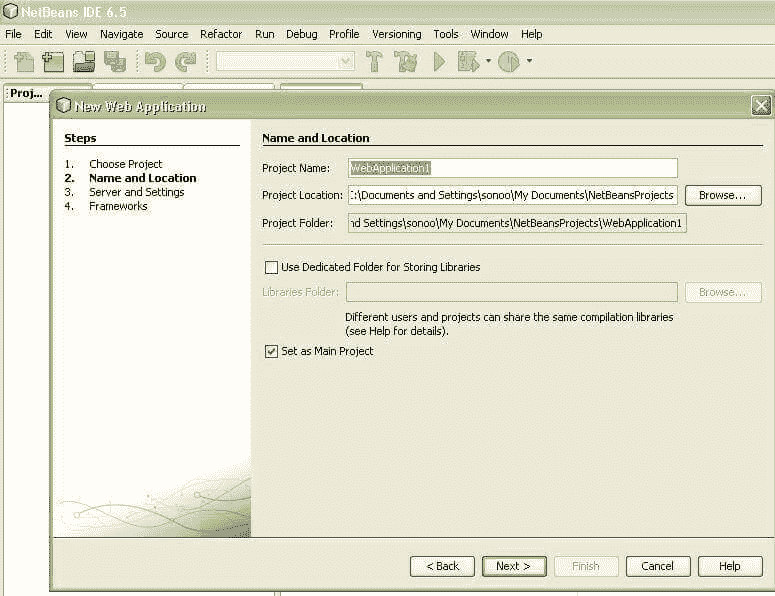 NetBeans IDE 6.5
File Edit View Navigate Source Refactor Run Debug Profile Versioning Tools Window Help
Proj...
New Web Application
Steps
1. Choose Project
2. Name and Location
3. Server and Settings
4. Frameworks
Name and Location
Project Name: WebApplication1
Project Location: :\Documents and Settings\sonoo\My Documents\NetBeansProjects Browse...
Project Folder: nd Settings\sonoo\My Documents\NetBeansProjects\WebApplication1
Use Dedicated Folder for Storing Libraries
Libraries Folder: Browse...
Different users and projects can share the same compilation libraries
(see Help for details).
Set as Main Project
< Back Next > Finish Cancel Help